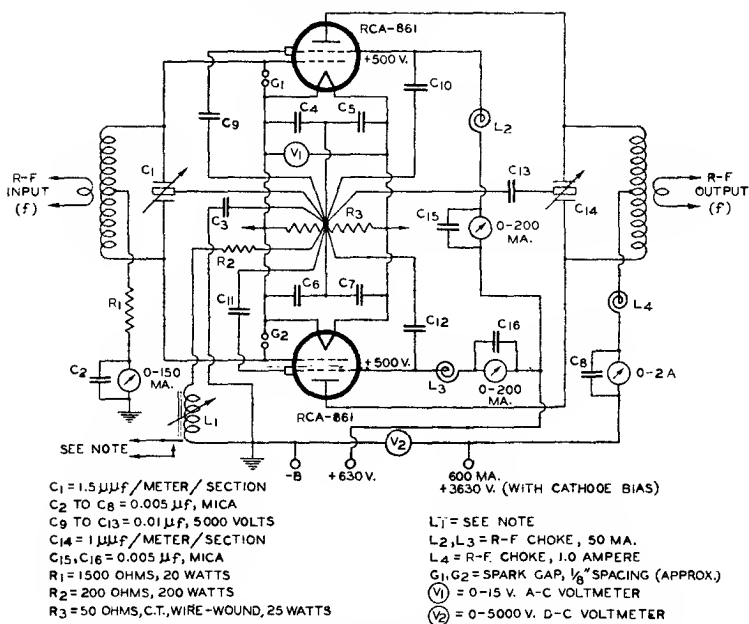 RCA-861
+500 V.
G1
C9
C10
C4
C5
L2
V1
C1
C13
R-F
INPUT
(f)
R-F
OUTPUT
(f)
C3
R3
C15
0-200
MA.
C14
R2
R1
C11
C6
C7
C12
C16
L4
G2
C2
0-150
MA.
+500 V.
L3
0-200
MA.
C8
0-2A
L1
RCA-861
SEE NOTE
V2
-B
+630 V.
600 MA.
+3630 V. (WITH CATHODE BIAS)
C1 = 1.5 μμf/METER/SECTION
C2 TO C8 = 0.005 μf, MICA
C9 TO C13 = 0.01 μf, 5000 VOLTS
C14 = 1 μμf/METER/SECTION
C15, C16 = 0.005 μf, MICA
R1 = 1500 OHMS, 20 WATTS
R2 = 200 OHMS, 200 WATTS
R3 = 50 OHMS, C.T., WIRE-WOUND, 25 WATTS
L1 = SEE NOTE
L2, L3 = R-F CHOKE, 50 MA.
L4 = R-F CHOKE, 1.0 AMPERE
G1, G2 = SPARK GAP, 1/8" SPACING (APPROX.)
V1 = 0-15 V. A-C VOLTMETER
V2 = 0-5000 V. D-C VOLTMETER